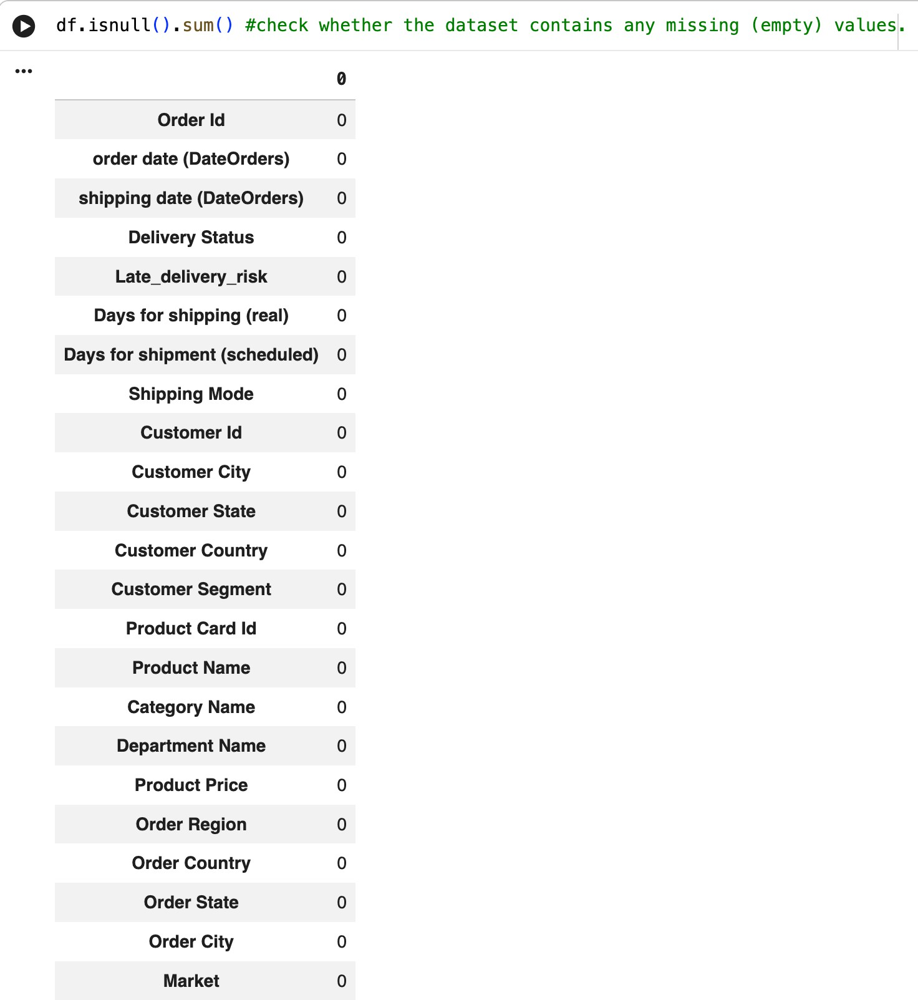 df.isnull().sum() #check whether the dataset contains any missing (empty) values.
...
0
Order Id 0
order date (DateOrders) 0
shipping date (DateOrders) 0
Delivery Status 0
Late_delivery_risk 0
Days for shipping (real) 0
Days for shipment (scheduled) 0
Shipping Mode 0
Customer Id 0
Customer City 0
Customer State 0
Customer Country 0
Customer Segment 0
Product Card Id 0
Product Name 0
Category Name 0
Department Name 0
Product Price 0
Order Region 0
Order Country 0
Order State 0
Order City 0
Market 0